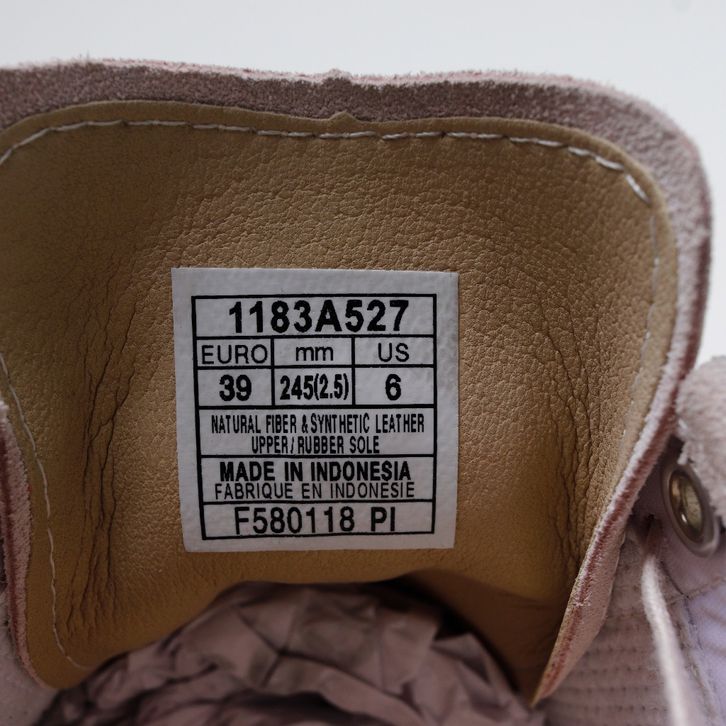 1183A527
EURO mm US
39 245(2.5) 6
NATURAL FIBER & SYNTHETIC LEATHER
UPPER/RUBBER SOLE
MADE IN INDONESIA
FABRIQUE EN INDONESIE
F580118 PI